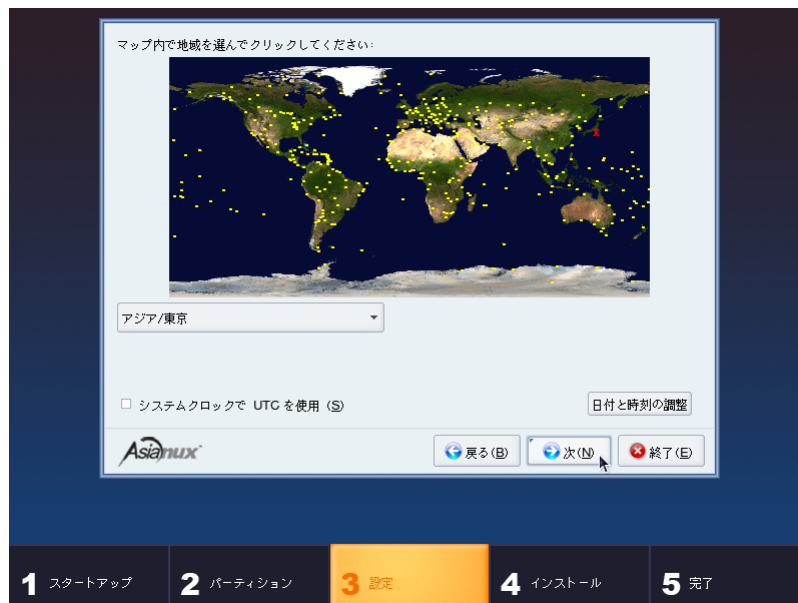 マップ内で地域を選んでクリックしてください:
アジア/東京
システムクロックで UTC を使用 (S)
日付と時刻の調整
Asianux
戻る(B)
次(N)
終了(E)
1 スタートアップ
2 パーティション
3 設定
4 インストール
5 完了